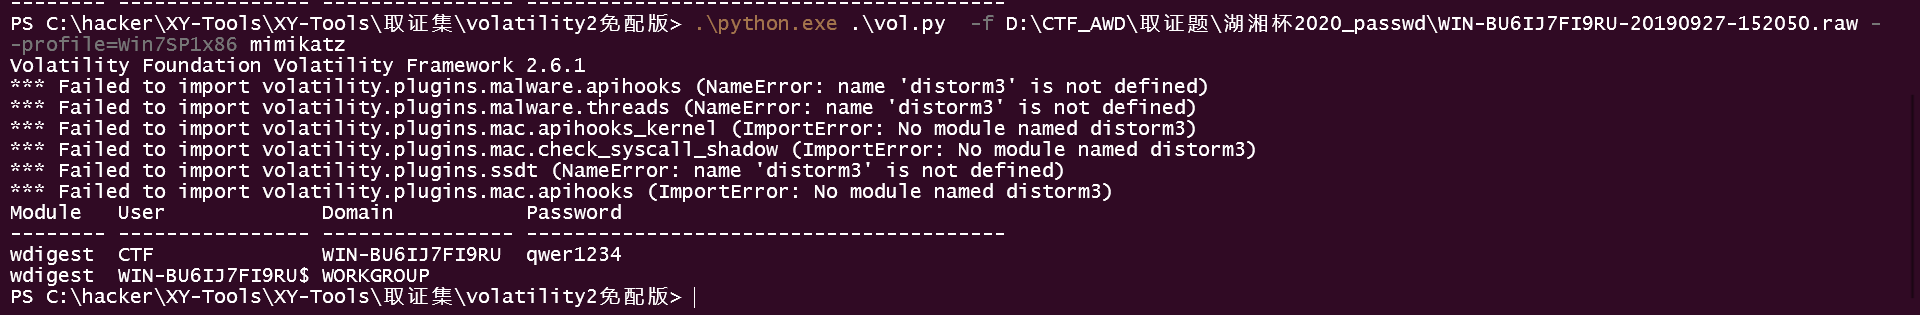 -------- ---------------- ---------------- ----------------------------------------
PS C:\hacker\XY-Tools\XY-Tools\取证集\volatility2免配版> .\python.exe .\vol.py  -f D:\CTF_AWD\取证题\湖湘杯2020_passwd\WIN-BU6IJ7FI9RU-20190927-152050.raw -
-profile=Win7SP1x86 mimikatz
Volatility Foundation Volatility Framework 2.6.1
*** Failed to import volatility.plugins.malware.apihooks (NameError: name 'distorm3' is not defined)
*** Failed to import volatility.plugins.malware.threads (NameError: name 'distorm3' is not defined)
*** Failed to import volatility.plugins.mac.apihooks_kernel (ImportError: No module named distorm3)
*** Failed to import volatility.plugins.mac.check_syscall_shadow (ImportError: No module named distorm3)
*** Failed to import volatility.plugins.ssdt (NameError: name 'distorm3' is not defined)
*** Failed to import volatility.plugins.mac.apihooks (ImportError: No module named distorm3)
Module   User             Domain           Password
-------- ---------------- ---------------- ----------------------------------------
wdigest  CTF              WIN-BU6IJ7FI9RU  qwer1234
wdigest  WIN-BU6IJ7FI9RU$ WORKGROUP
PS C:\hacker\XY-Tools\XY-Tools\取证集\volatility2免配版>